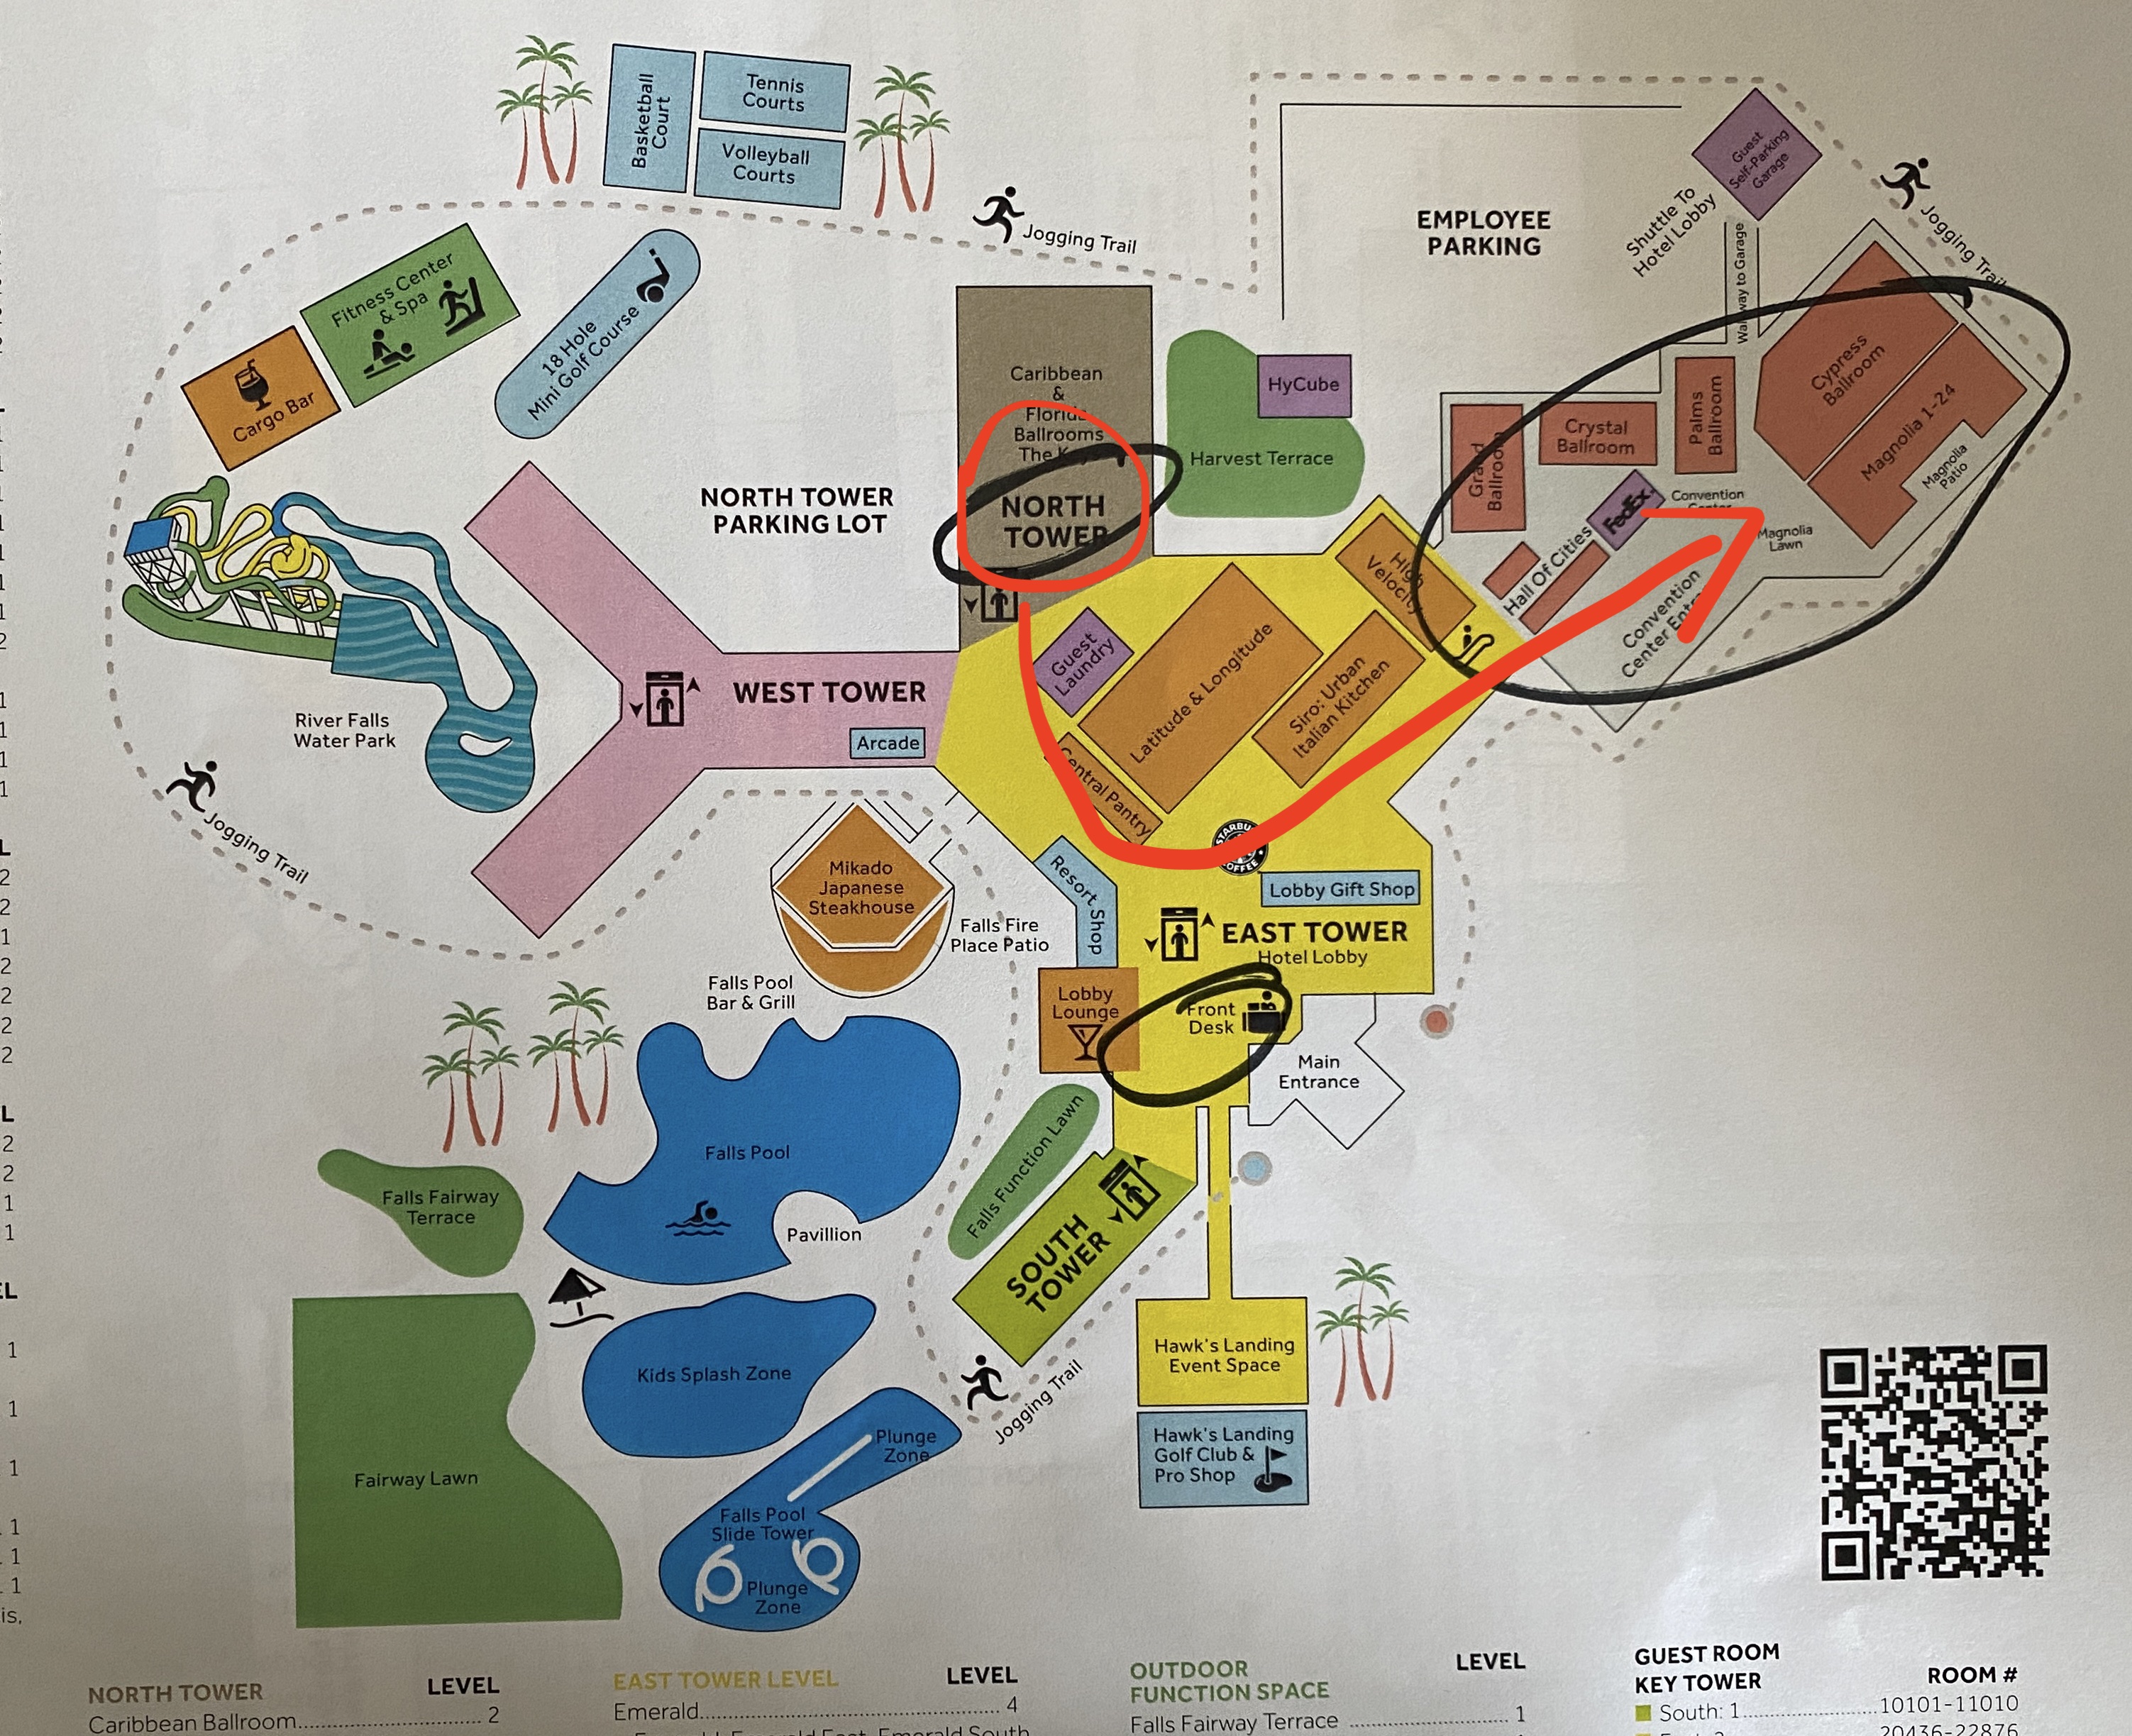 Basketball
Court
Tennis
Courts
Volleyball
Courts
Jogging Trail
EMPLOYEE
PARKING
Guest
Self-Parking
Garage
Shuttle To
Hotel Lobby
Walkway to Garage
Jogging Trail
Fitness Center
& Spa
Cargo Bar
18 Hole
Mini Golf Course
NORTH TOWER
PARKING LOT
Caribbean
&
Florida
Ballrooms
The Keys
NORTH
TOWER
HyCube
Harvest Terrace
Grand
Ballroom
Crystal
Ballroom
Palms
Ballroom
Cypress
Ballroom
Magnolia 1-24
Magnolia
Patio
FedEx
Convention
Center
Magnolia
Lawn
Hall Of Cities
Convention
Center
High
Velocity
Guest
Laundry
Latitude & Longitude
Siro: Urban
Italian Kitchen
Central Pantry
WEST TOWER
Arcade
River Falls
Water Park
Jogging Trail
Mikado
Japanese
Steakhouse
Falls Fire
Place Patio
Falls Pool
Bar & Grill
Resort Shop
COFFEE
Lobby Gift Shop
EAST TOWER
Hotel Lobby
Lobby
Lounge
Front
Desk
Main
Entrance
Falls Function Lawn
Falls Pool
Pavillion
Falls Fairway
Terrace
SOUTH
TOWER
Kids Splash Zone
Jogging Trail
Hawk's Landing
Event Space
Hawk's Landing
Golf Club &
Pro Shop
Fairway Lawn
Plunge
Zone
Falls Pool
Slide Tower
Plunge
Zone
NORTH TOWER LEVEL
Caribbean Ballroom 2
EAST TOWER LEVEL LEVEL
Emerald 4
OUTDOOR
FUNCTION SPACE LEVEL
Falls Fairway Terrace 1
GUEST ROOM
KEY TOWER ROOM #
South: 1 10101-11010
20436-22876